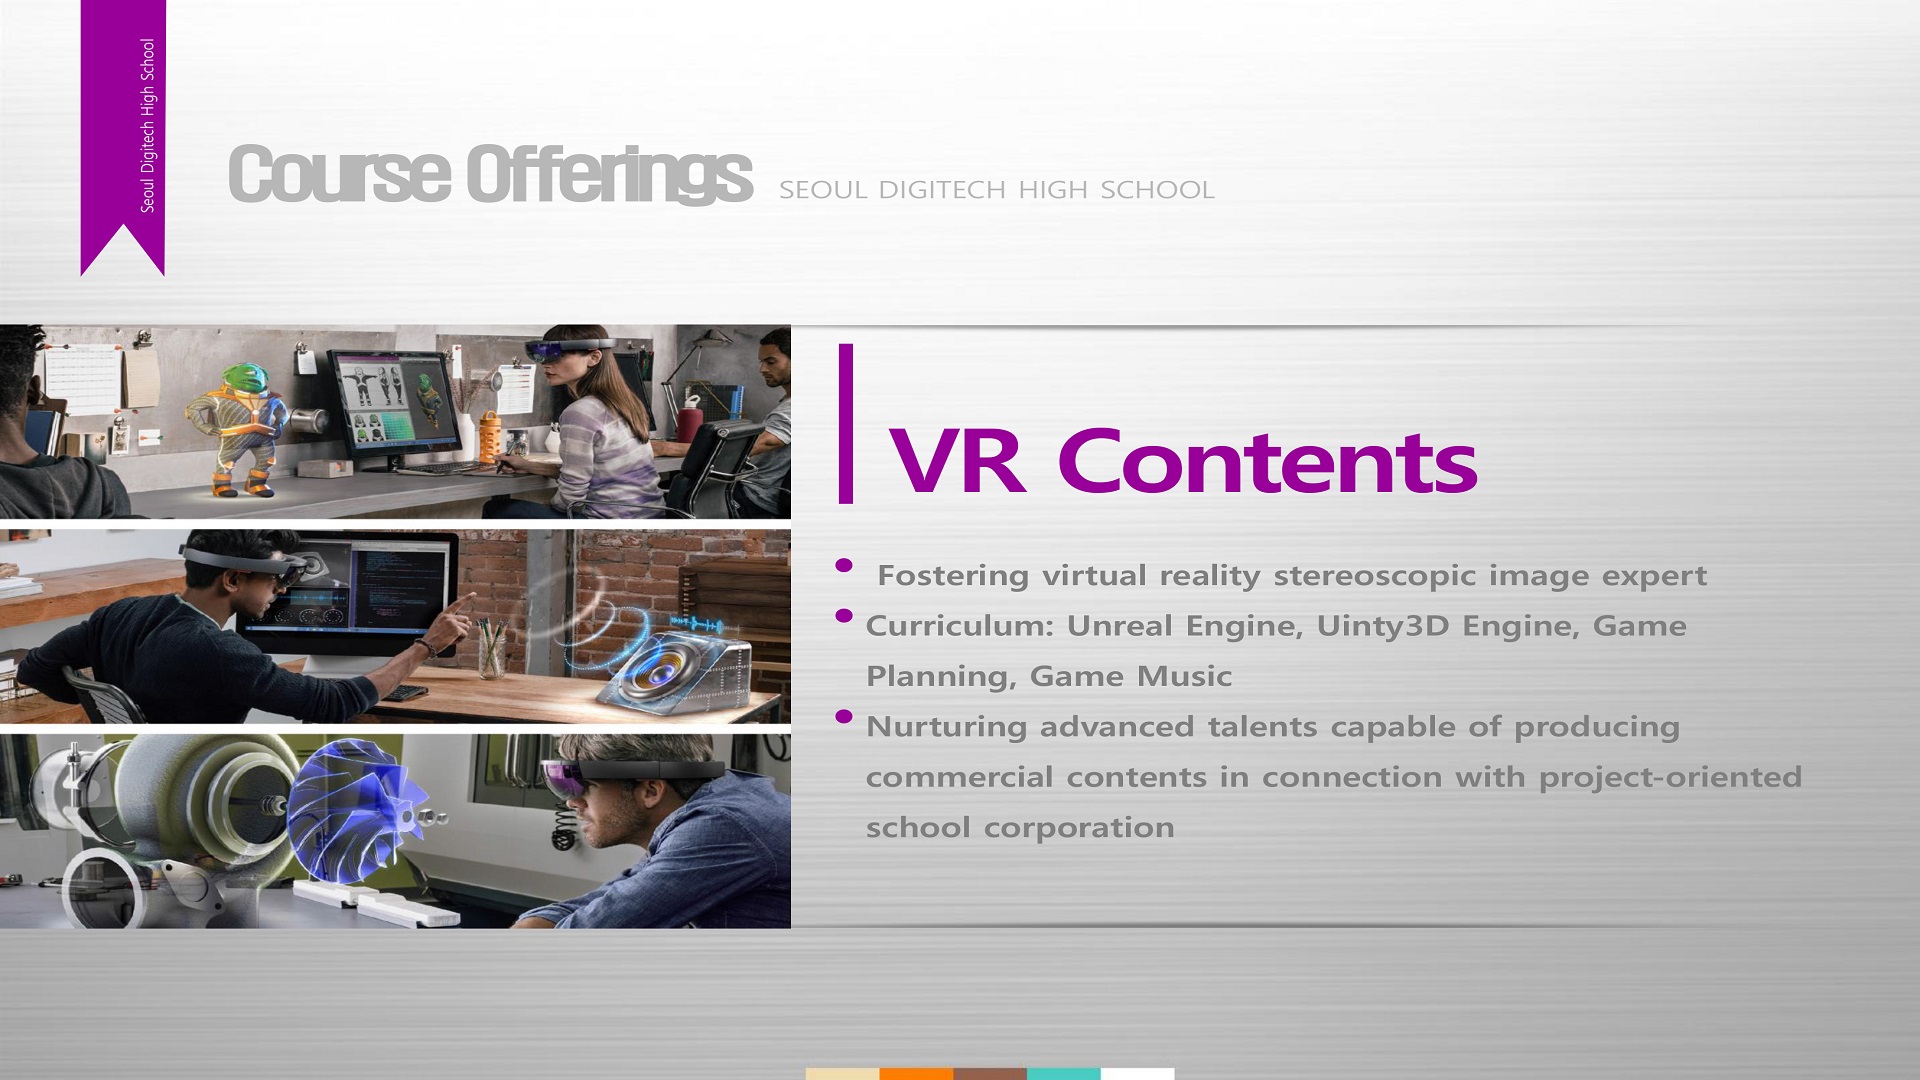 Seoul Digitech High School
Course Offerings SEOUL DIGITECH HIGH SCHOOL
VR Contents
• Fostering virtual reality stereoscopic image expert
• Curriculum: Unreal Engine, Uinty3D Engine, Game
Planning, Game Music
• Nurturing advanced talents capable of producing
commercial contents in connection with project-oriented
school corporation